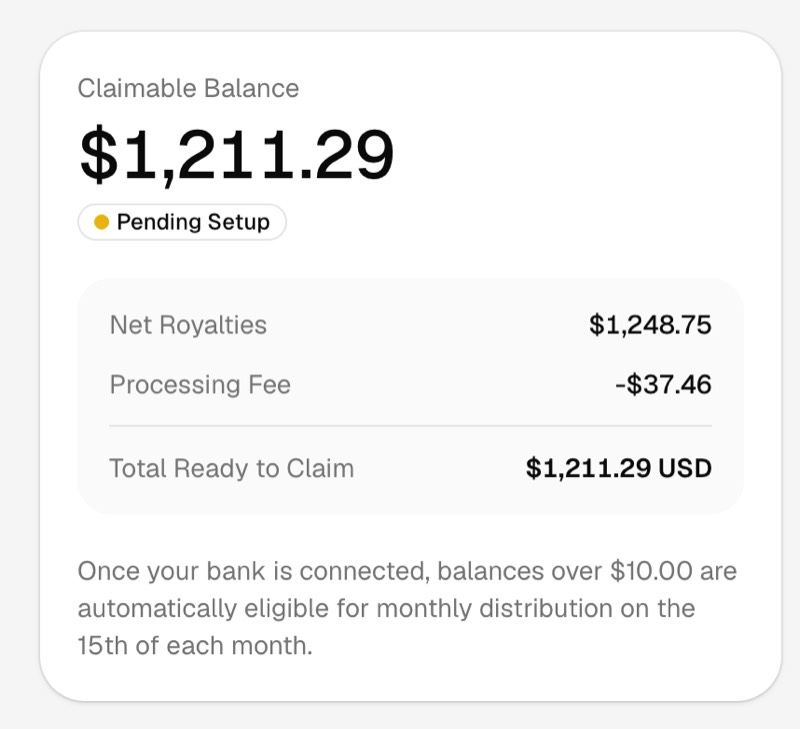 Claimable Balance
$1,211.29
Pending Setup
Net Royalties $1,248.75
Processing Fee -$37.46
Total Ready to Claim $1,211.29 USD
Once your bank is connected, balances over $10.00 are
automatically eligible for monthly distribution on the
15th of each month.